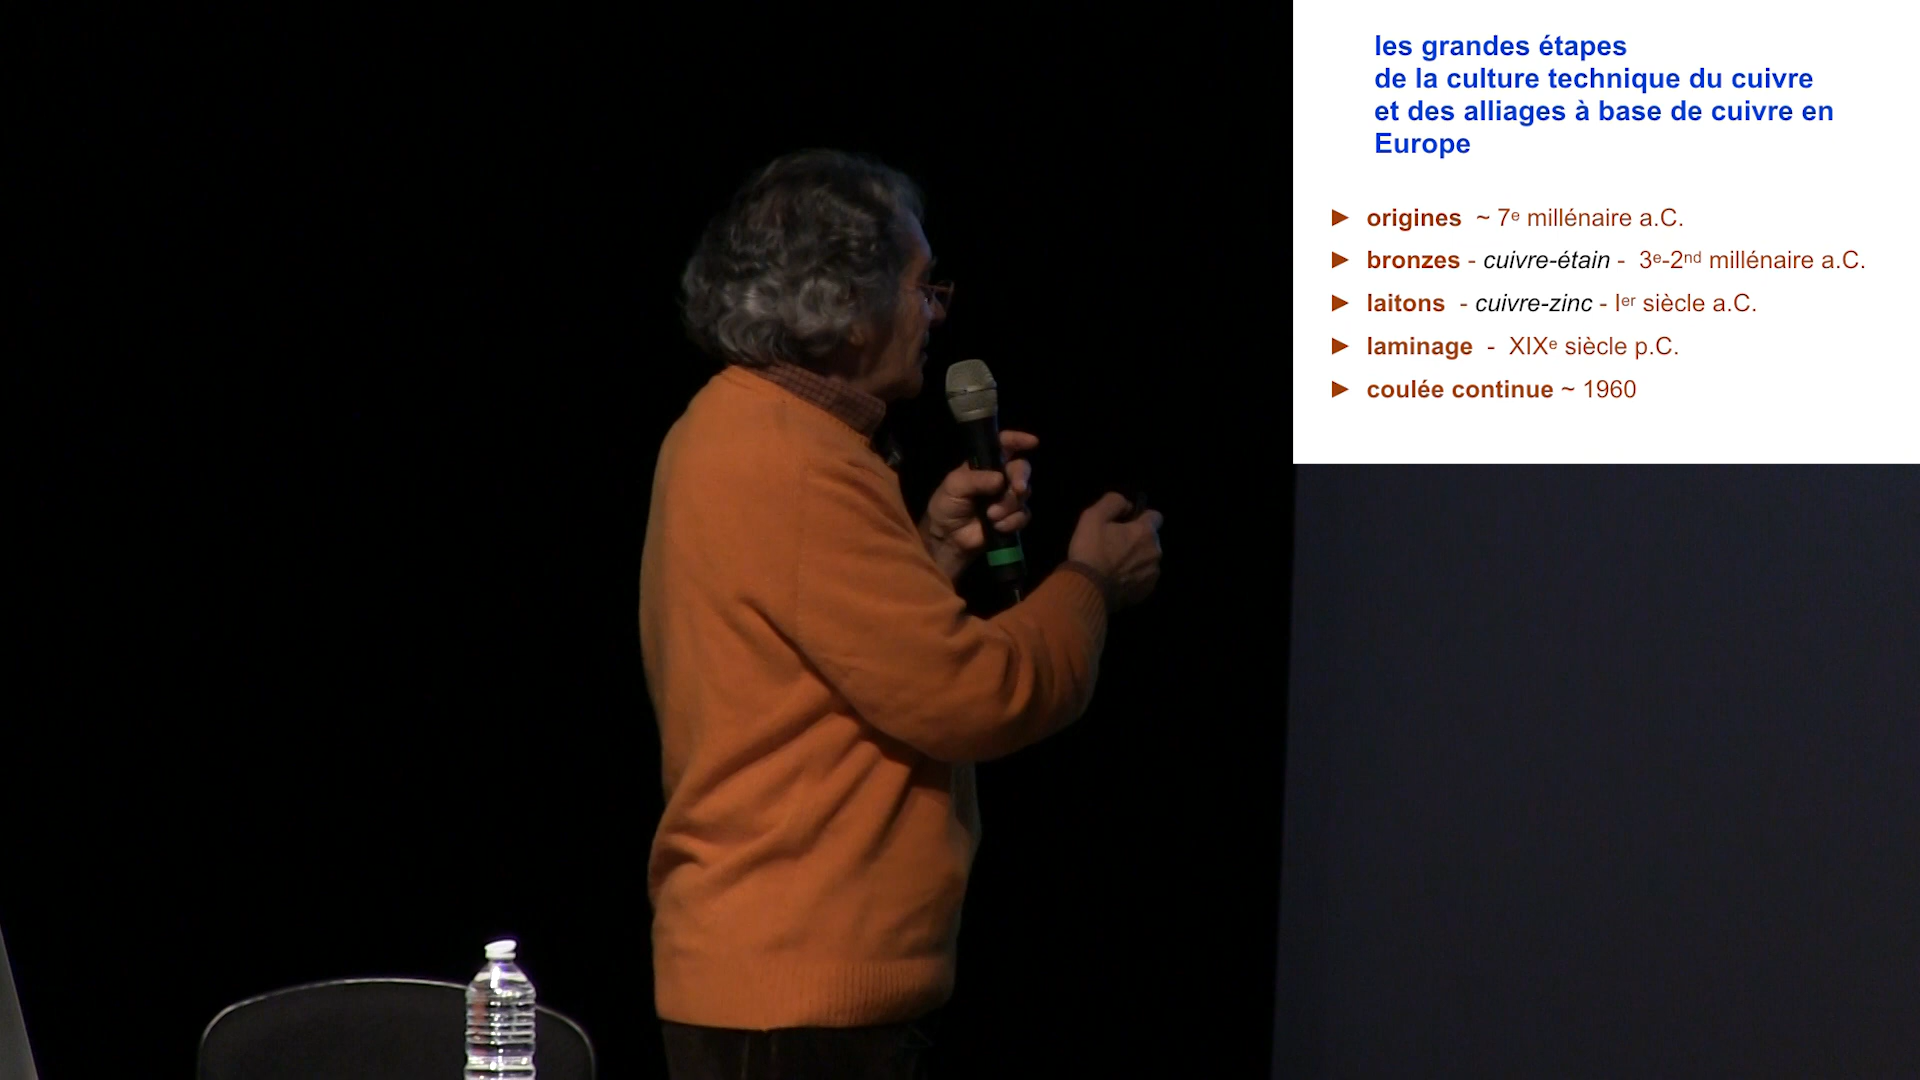 les grandes étapes
de la culture technique du cuivre
et des alliages à base de cuivre en
Europe
► origines ~ 7e millénaire a.C.
► bronzes - cuivre-étain - 3e-2nd millénaire a.C.
► laitons - cuivre-zinc - Ier siècle a.C.
► laminage - XIXe siècle p.C.
► coulée continue ~ 1960